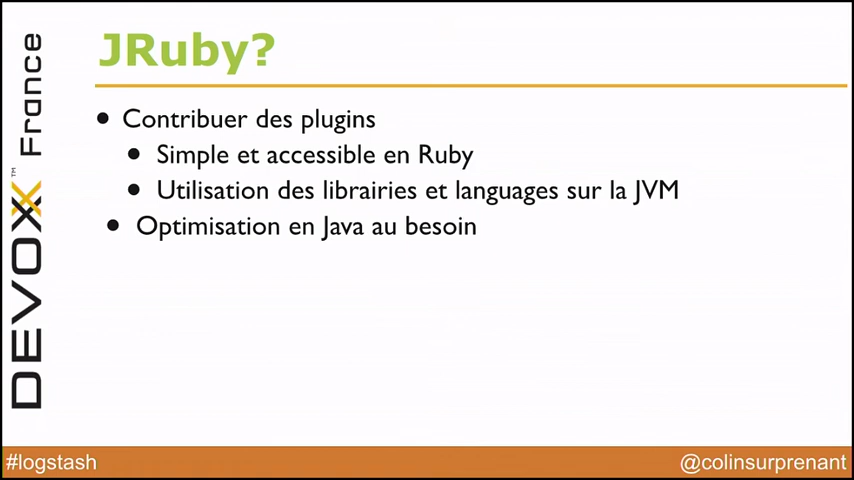 JRuby?
Contribuer des plugins
Simple et accessible en Ruby
Utilisation des librairies et languages sur la JVM
Optimisation en Java au besoin
DEVOXX™ France
#logstash
@colinsurprenant